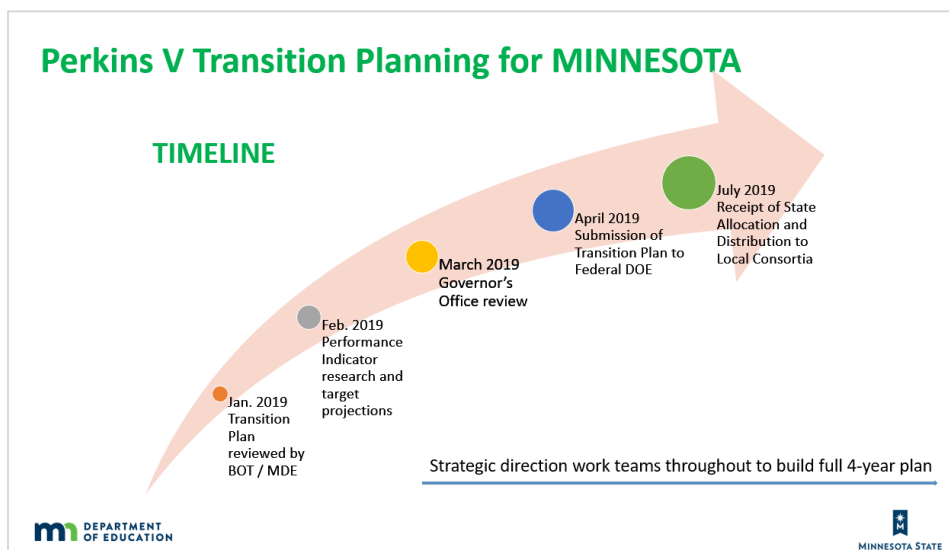 Perkins V Transition Planning for MINNESOTA
TIMELINE
Jan. 2019
Transition
Plan
reviewed by
BOT / MDE
Feb. 2019
Performance
Indicator
research and
target
projections
March 2019
Governor's
Office review
April 2019
Submission of
Transition Plan to
Federal DOE
July 2019
Receipt of State
Allocation and
Distribution to
Local Consortia
Strategic direction work teams throughout to build full 4-year plan
mn DEPARTMENT
OF EDUCATION
M
MINNESOTA STATE